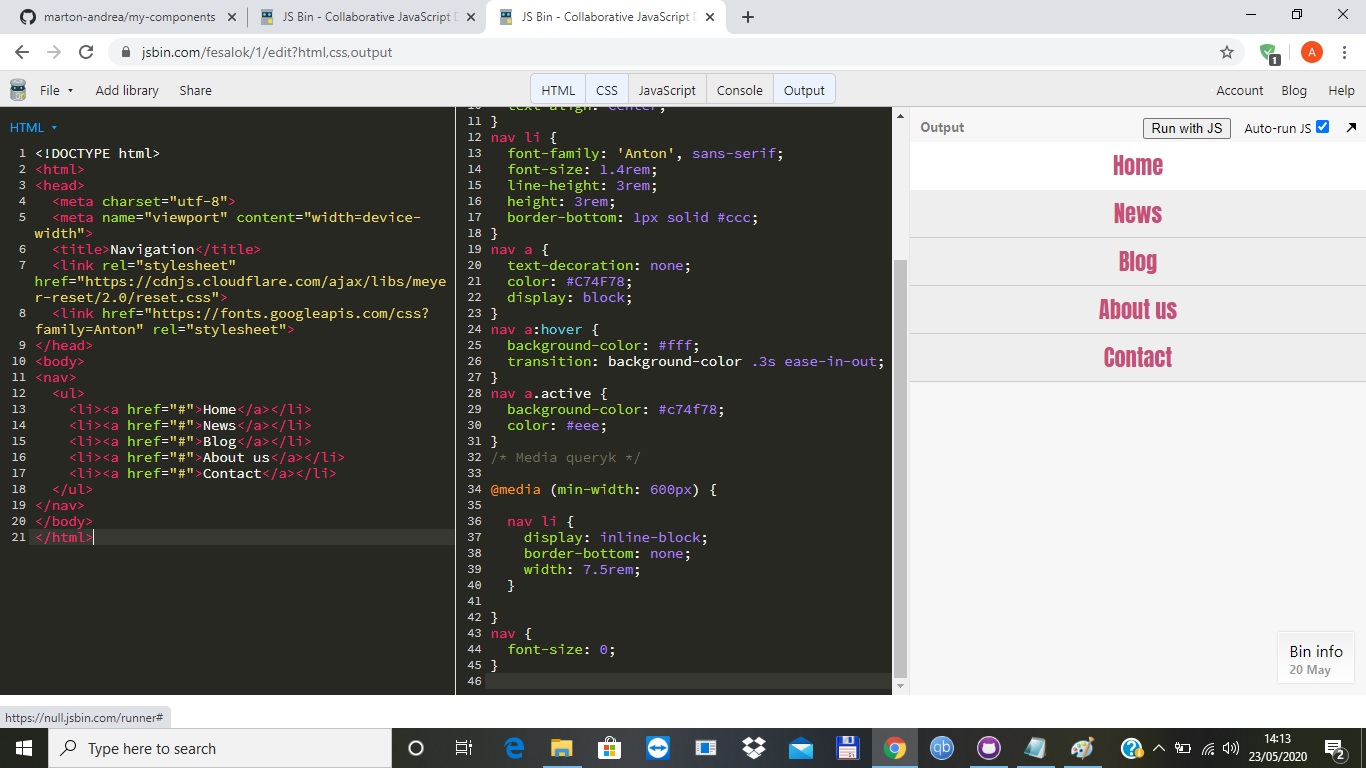 marton-andrea/my-components
JS Bin - Collaborative JavaScript D
JS Bin - Collaborative JavaScript D
jsbin.com/fesalok/1/edit?html,css,output
1
A
File
Add library
Share
HTML
CSS
JavaScript
Console
Output
Account
Blog
Help
HTML
1 <!DOCTYPE html>
2 <html>
3 <head>
4 <meta charset="utf-8">
5 <meta name="viewport" content="width=device-
width">
6 <title>Navigation</title>
7 <link rel="stylesheet"
href="https://cdnjs.cloudflare.com/ajax/libs/meye
r-reset/2.0/reset.css">
8 <link href="https://fonts.googleapis.com/css?
family=Anton" rel="stylesheet">
9 </head>
10 <body>
11 <nav>
12 <ul>
13 <li><a href="#">Home</a></li>
14 <li><a href="#">News</a></li>
15 <li><a href="#">Blog</a></li>
16 <li><a href="#">About us</a></li>
17 <li><a href="#">Contact</a></li>
18 </ul>
19 </nav>
20 </body>
21 </html>
10 text-align: center;
11 }
12 nav li {
13 font-family: 'Anton', sans-serif;
14 font-size: 1.4rem;
15 line-height: 3rem;
16 height: 3rem;
17 border-bottom: 1px solid #ccc;
18 }
19 nav a {
20 text-decoration: none;
21 color: #C74F78;
22 display: block;
23 }
24 nav a:hover {
25 background-color: #fff;
26 transition: background-color .3s ease-in-out;
27 }
28 nav a.active {
29 background-color: #c74f78;
30 color: #eee;
31 }
32 /* Media queryk */
33
34 @media (min-width: 600px) {
35
36 nav li {
37 display: inline-block;
38 border-bottom: none;
39 width: 7.5rem;
40 }
41
42 }
43 nav {
44 font-size: 0;
45 }
46
Output
Run with JS
Auto-run JS
Home
News
Blog
About us
Contact
Bin info
20 May
https://null.jsbin.com/runner#
Type here to search
31
qb
14:13
23/05/2020
2